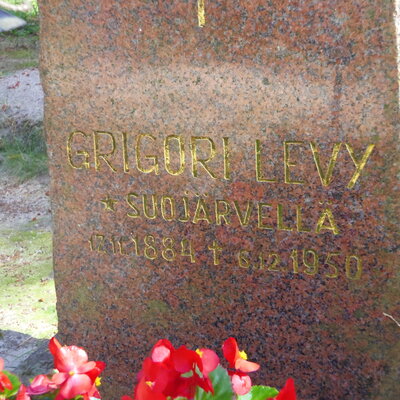 GRIGORI LEVY
* SUOJÄRVELLÄ
17.11.1884 † 6.12.1950